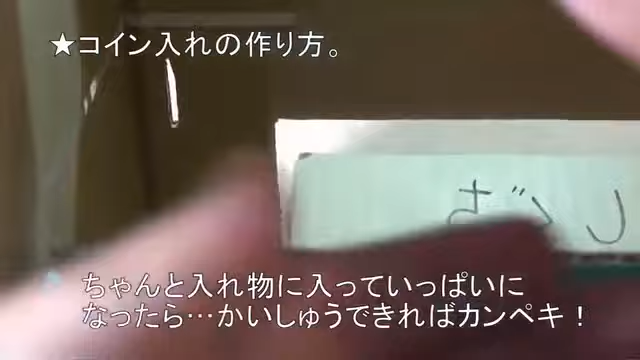 ★コイン入れの作り方。
ちゃんと入れ物に入っていっぱいに
なったら…かいしゅうできればカンペキ！